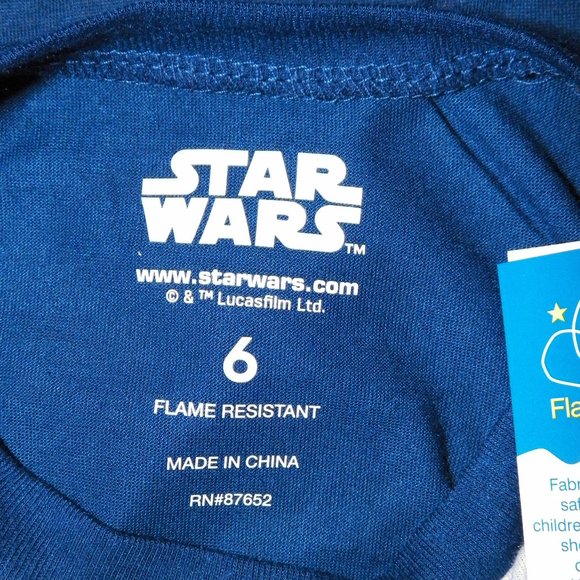 STAR
WARS™
www.starwars.com
© & ™ Lucasfilm Ltd.
6
FLAME RESISTANT
MADE IN CHINA
RN#87652